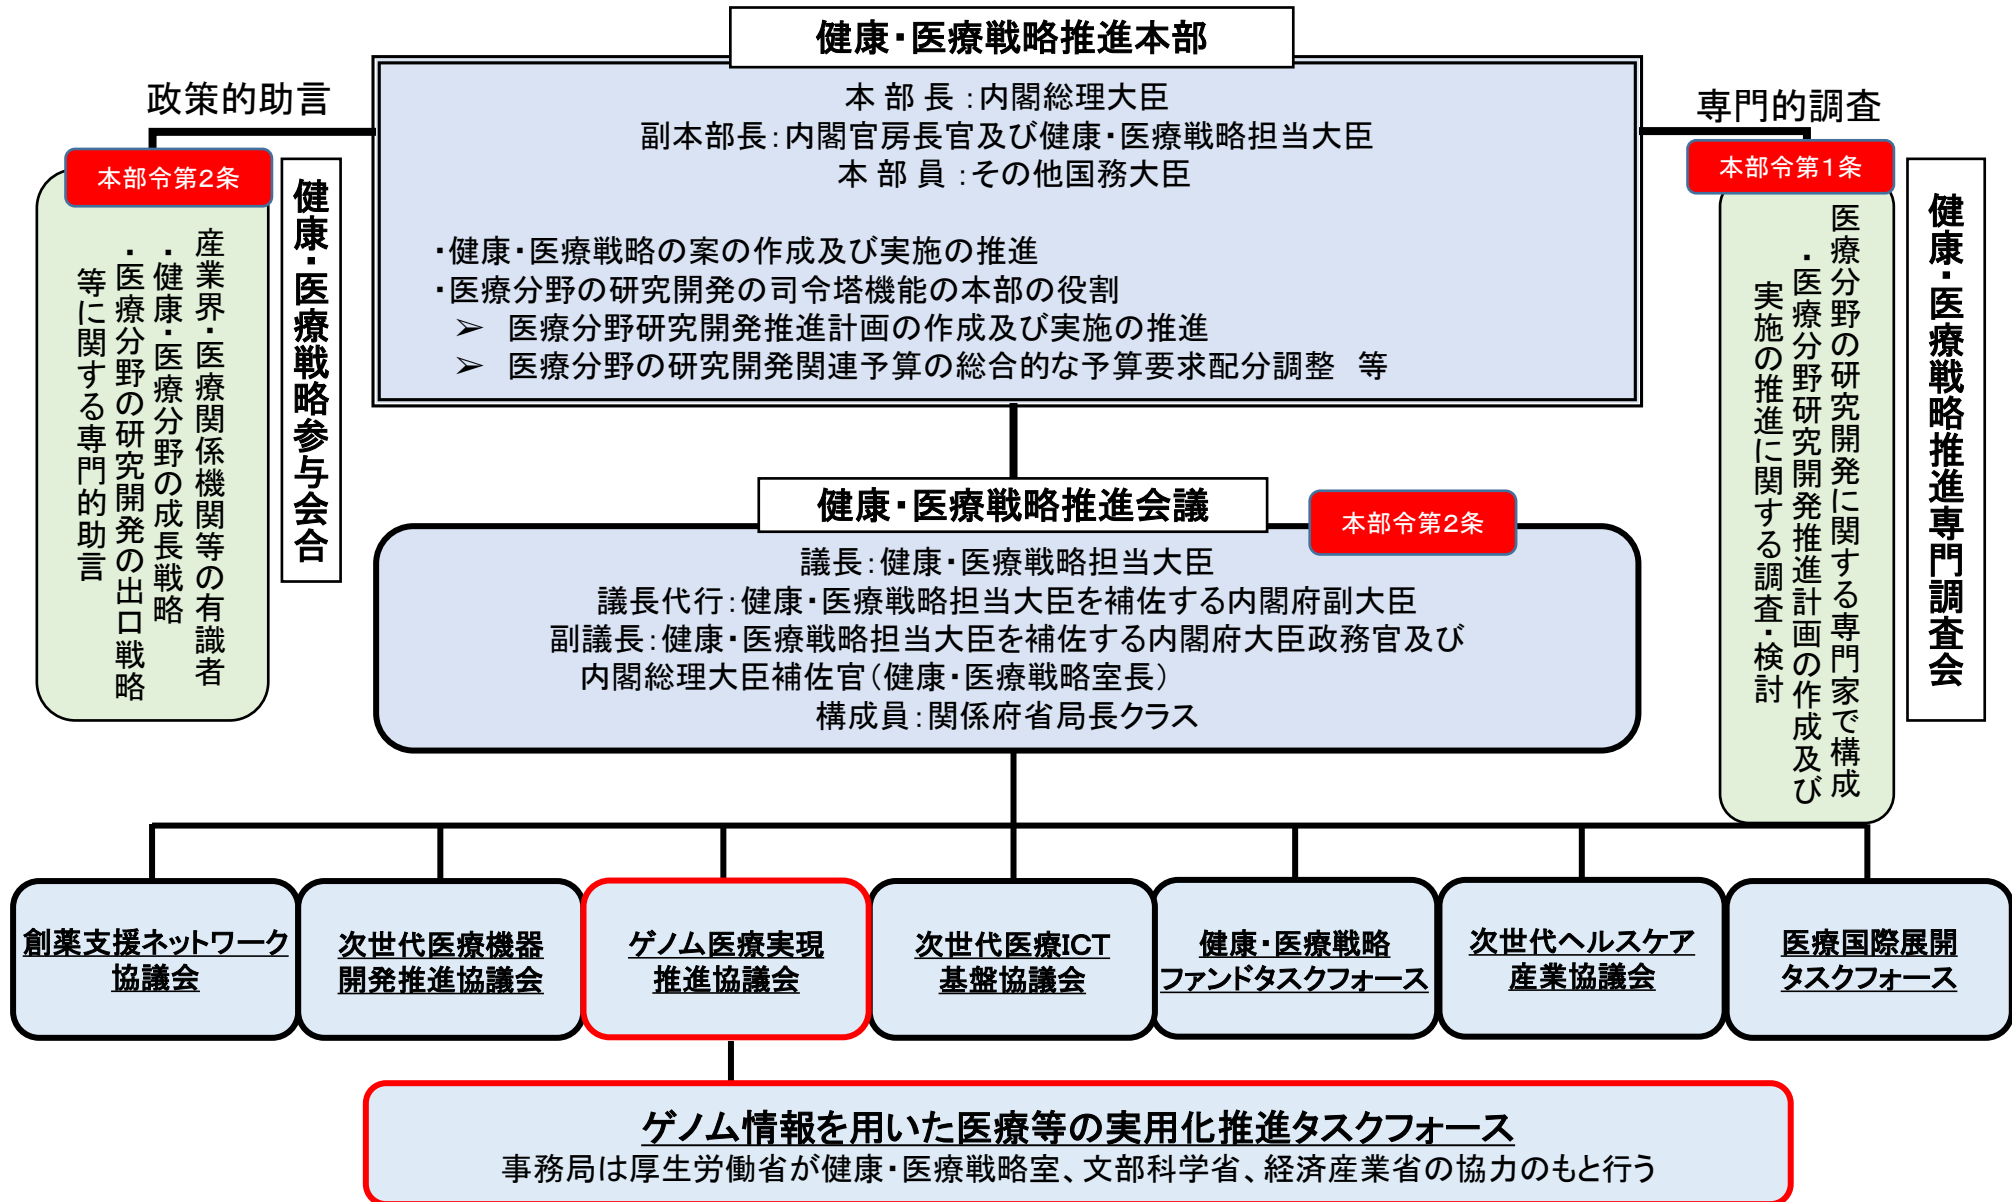 健康・医療戦略推進本部
本 部 長 ：内閣総理大臣
副本部長：内閣官房長官及び健康・医療戦略担当大臣
本 部 員 ：その他国務大臣
・健康・医療戦略の案の作成及び実施の推進
・医療分野の研究開発の司令塔機能の本部の役割
➢ 医療分野研究開発推進計画の作成及び実施の推進
➢ 医療分野の研究開発関連予算の総合的な予算要求配分調整 等
政策的助言
本部令第２条
健康・医療戦略参与会合
産業界・医療関係機関等の有識者
・健康・医療分野の成長戦略
・医療分野の研究開発の出口戦略
等に関する専門的助言
専門的調査
本部令第１条
健康・医療戦略推進専門調査会
医療分野の研究開発に関する専門家で構成
・医療分野研究開発推進計画の作成及び
実施の推進に関する調査・検討
健康・医療戦略推進会議
本部令第２条
議長：健康・医療戦略担当大臣
議長代行：健康・医療戦略担当大臣を補佐する内閣府副大臣
副議長：健康・医療戦略担当大臣を補佐する内閣府大臣政務官及び
内閣総理大臣補佐官（健康・医療戦略室長）
構成員：関係府省局長クラス
創薬支援ネットワーク
協議会
次世代医療機器
開発推進協議会
ゲノム医療実現
推進協議会
次世代医療ICT
基盤協議会
健康・医療戦略
ファンドタスクフォース
次世代ヘルスケア
産業協議会
医療国際展開
タスクフォース
ゲノム情報を用いた医療等の実用化推進タスクフォース
事務局は厚生労働省が健康・医療戦略室、文部科学省、経済産業省の協力のもと行う